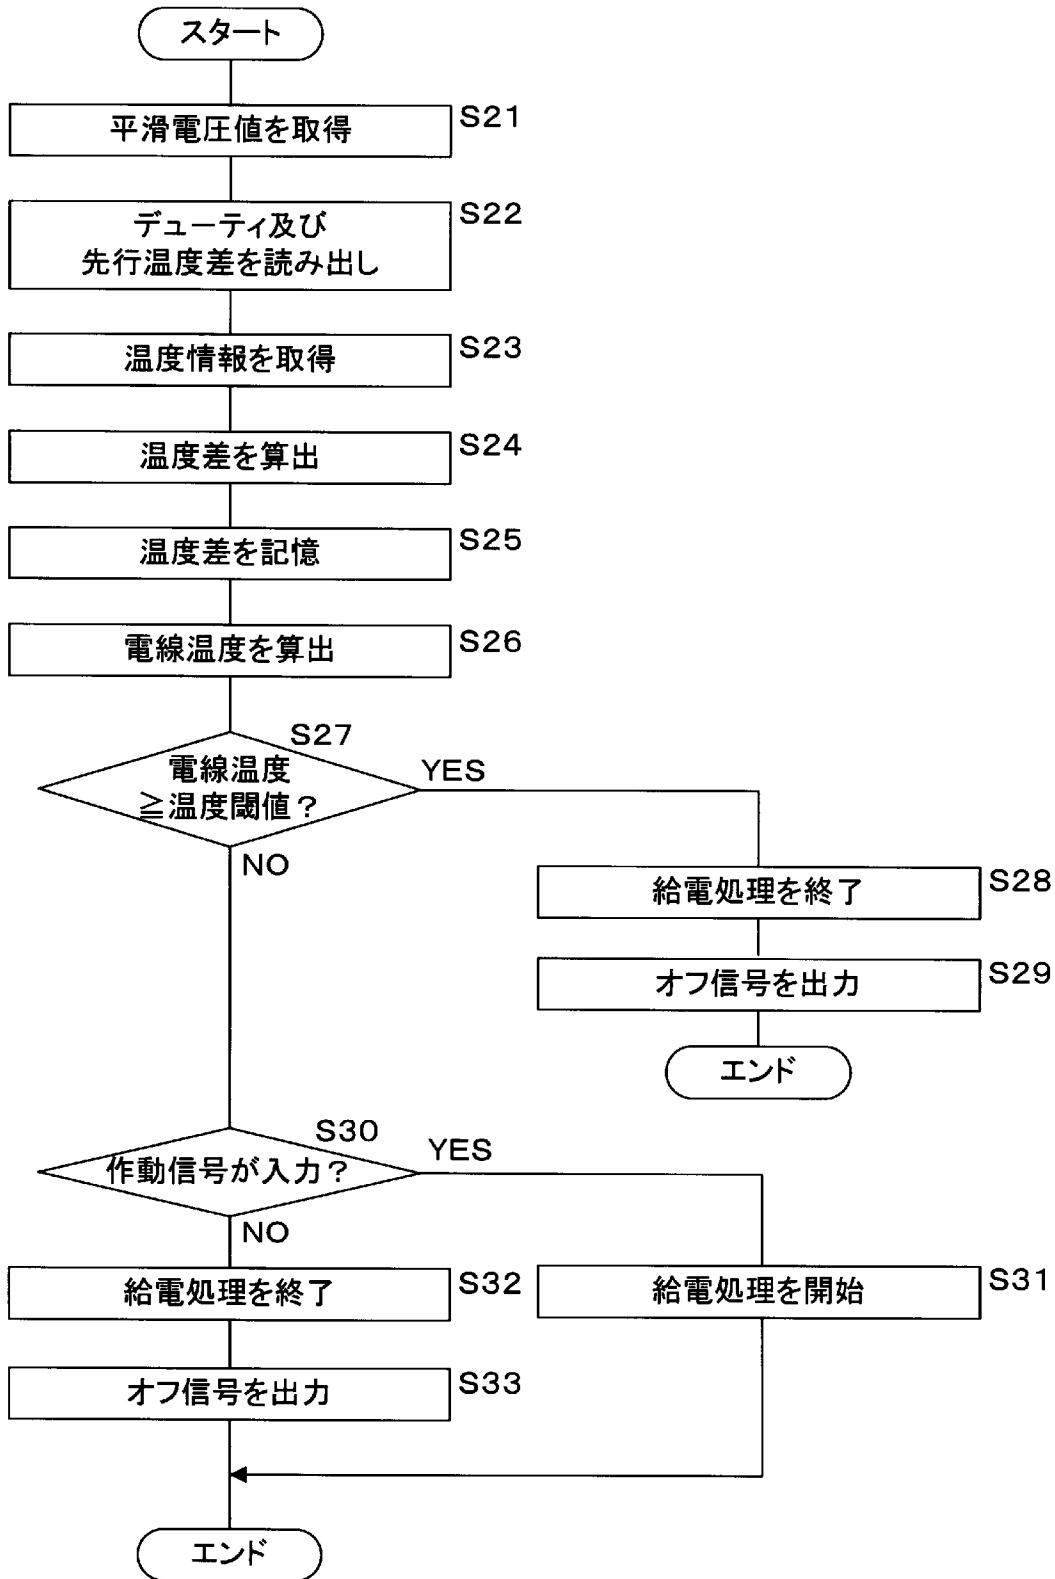 スタート
平滑電圧値を取得
S21
デューティ及び
先行温度差を読み出し
S22
温度情報を取得
S23
温度差を算出
S24
温度差を記憶
S25
電線温度を算出
S26
S27
電線温度
≧温度閾値？
YES
NO
給電処理を終了
S28
オフ信号を出力
S29
エンド
S30
作動信号が入力？
YES
NO
給電処理を終了
S32
給電処理を開始
S31
オフ信号を出力
S33
エンド